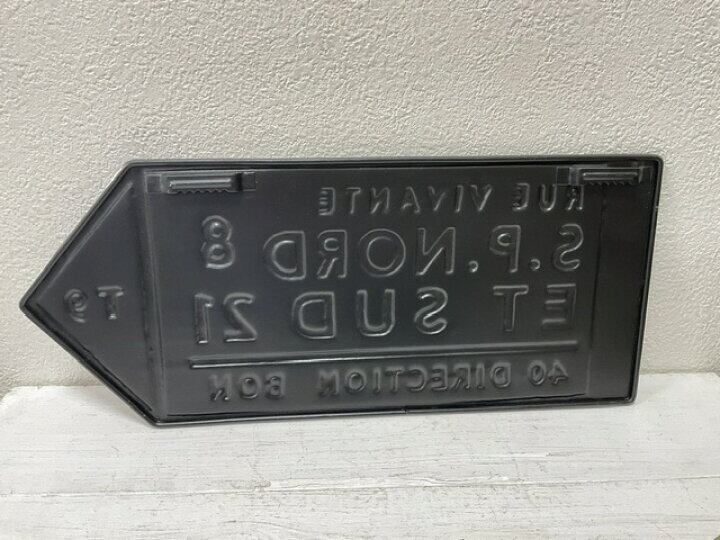 RUE VIVANTE
S.P. NORD 8
ET SUD 21
40 DIRECTION BON
T9